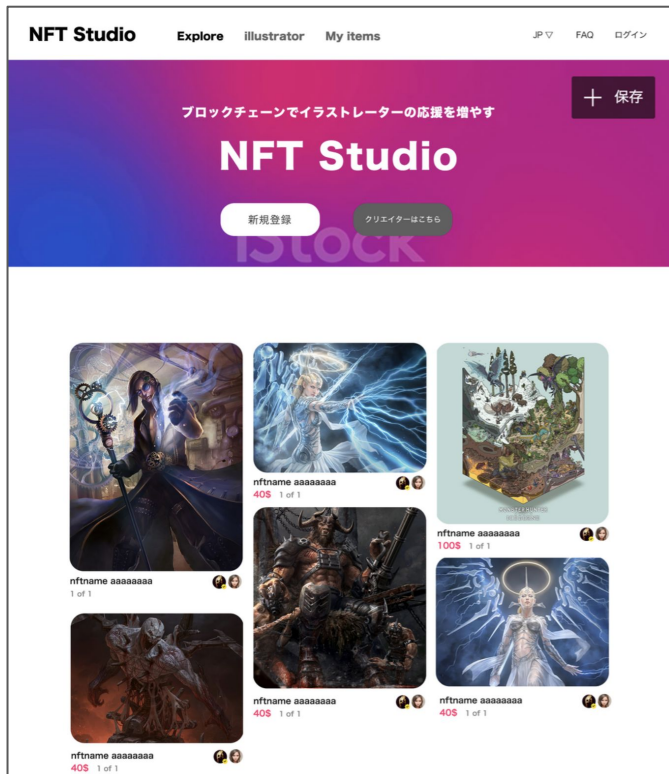 NFT Studio
Explore illustrator My items
JP ▽ FAQ ログイン
+ 保存
ブロックチェーンでイラストレーターの応援を増やす
NFT Studio
新規登録 クリエイターはこちら
iStock
nftname aaaaaaaa
40$ 1 of 1
nftname aaaaaaaa
100$ 1 of 1
nftname aaaaaaaa
1 of 1
nftname aaaaaaaa
40$ 1 of 1
nftname aaaaaaaa
40$ 1 of 1
nftname aaaaaaaa
40$ 1 of 1